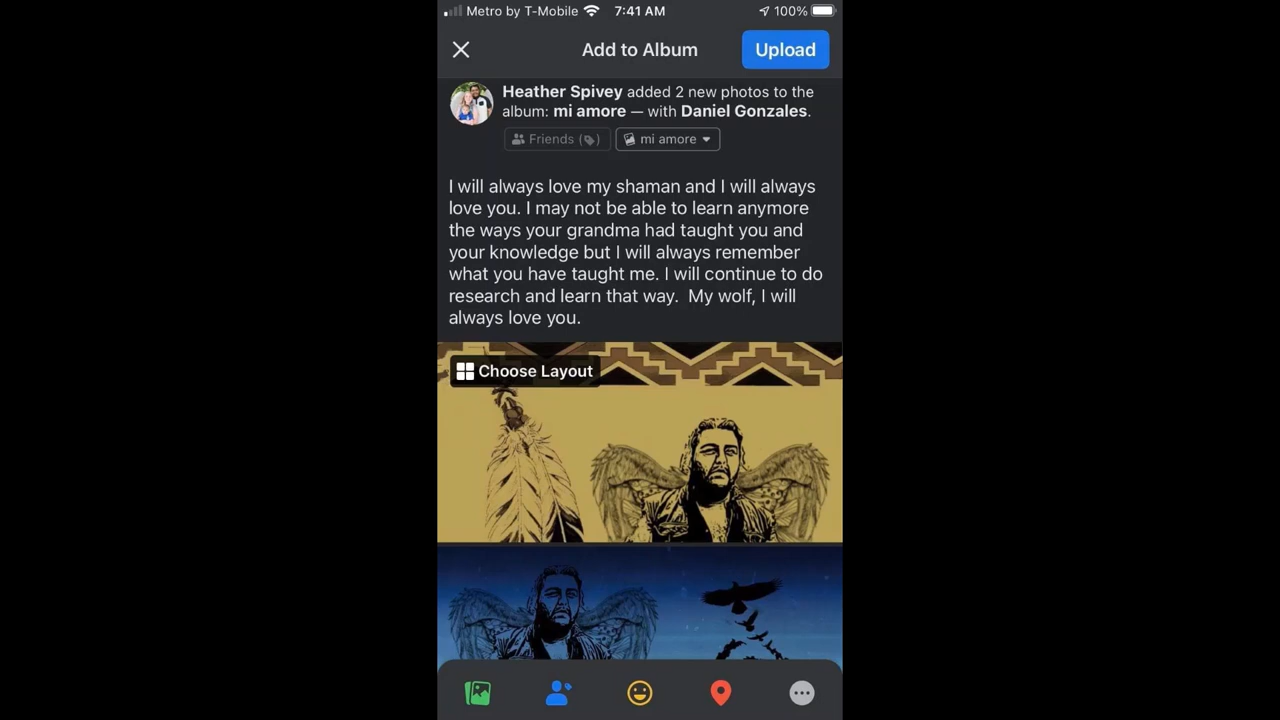 Metro by T-Mobile 7:41 AM 100%
Add to Album Upload
Heather Spivey added 2 new photos to the
album: mi amore — with Daniel Gonzales.
Friends () mi amore
I will always love my shaman and I will always
love you. I may not be able to learn anymore
the ways your grandma had taught you and
your knowledge but I will always remember
what you have taught me. I will continue to do
research and learn that way.  My wolf, I will
always love you.
Choose Layout